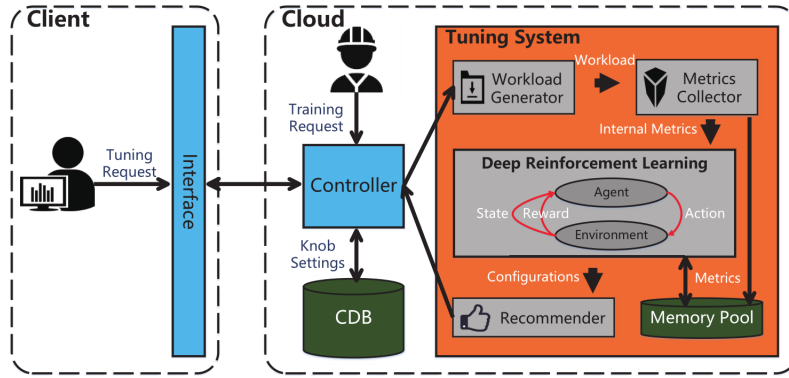 Client
Cloud
Tuning System
Tuning
Request
Interface
Training
Request
Controller
Knob
Settings
CDB
Workload
Generator
Workload
Metrics
Collector
Internal Metrics
Deep Reinforcement Learning
Agent
State
Reward
Action
Environment
Configurations
Metrics
Recommender
Memory Pool